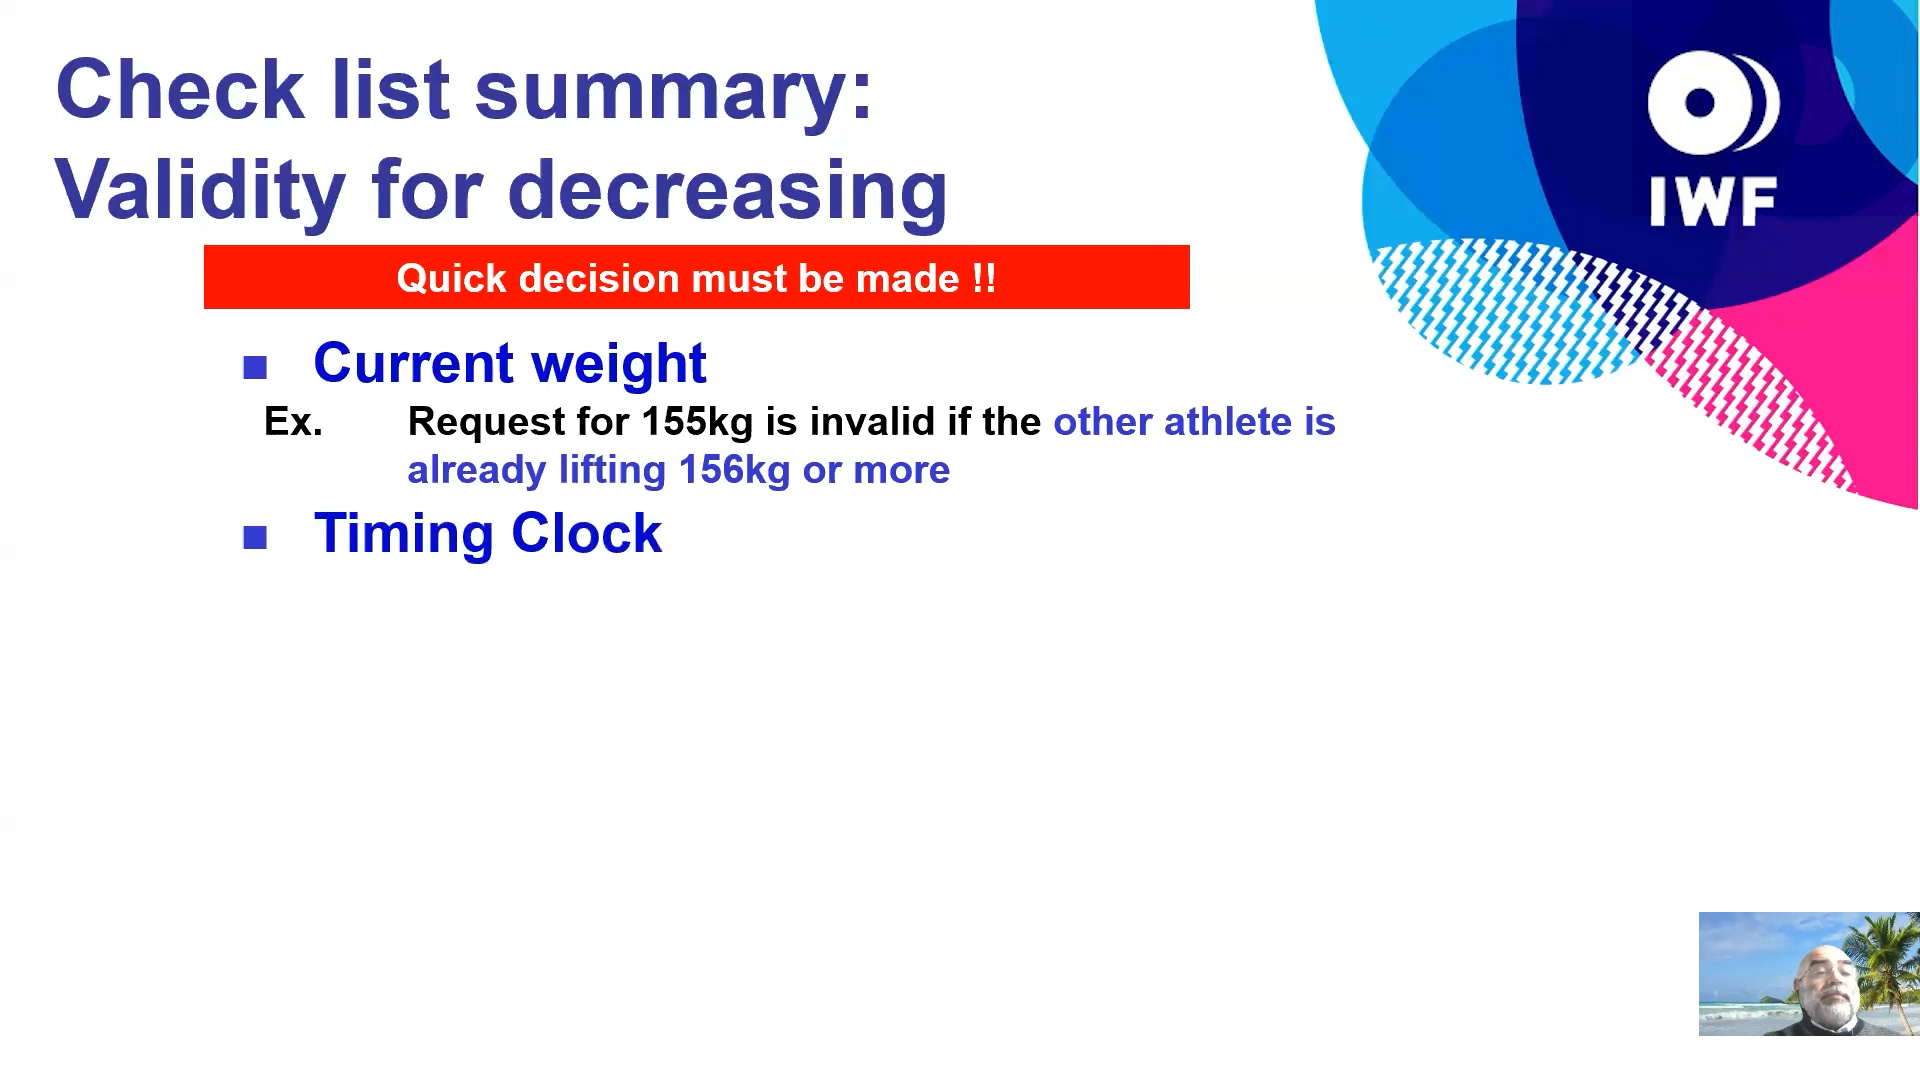 Check list summary:
Validity for decreasing
Quick decision must be made !!
Current weight
Ex. Request for 155kg is invalid if the other athlete is
already lifting 156kg or more
Timing Clock
IWF